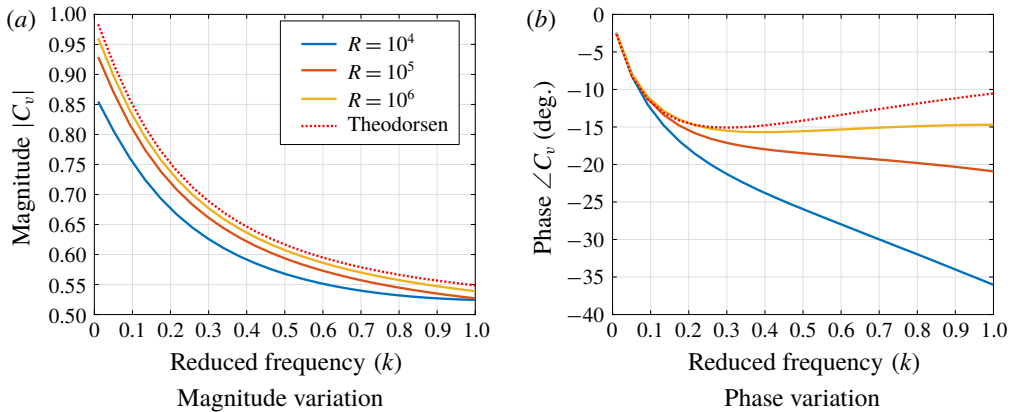 (a)
1.00
0.95
0.90
0.85
0.80
0.75
0.70
0.65
0.60
0.55
0.50
Magnitude |C_v|
R = 10^4
R = 10^5
R = 10^6
Theodorsen
0 0.1 0.2 0.3 0.4 0.5 0.6 0.7 0.8 0.9 1.0
Reduced frequency (k)
Magnitude variation
(b)
0
−5
−10
−15
−20
−25
−30
−35
−40
Phase ∠C_v (deg.)
0 0.1 0.2 0.3 0.4 0.5 0.6 0.7 0.8 0.9 1.0
Reduced frequency (k)
Phase variation